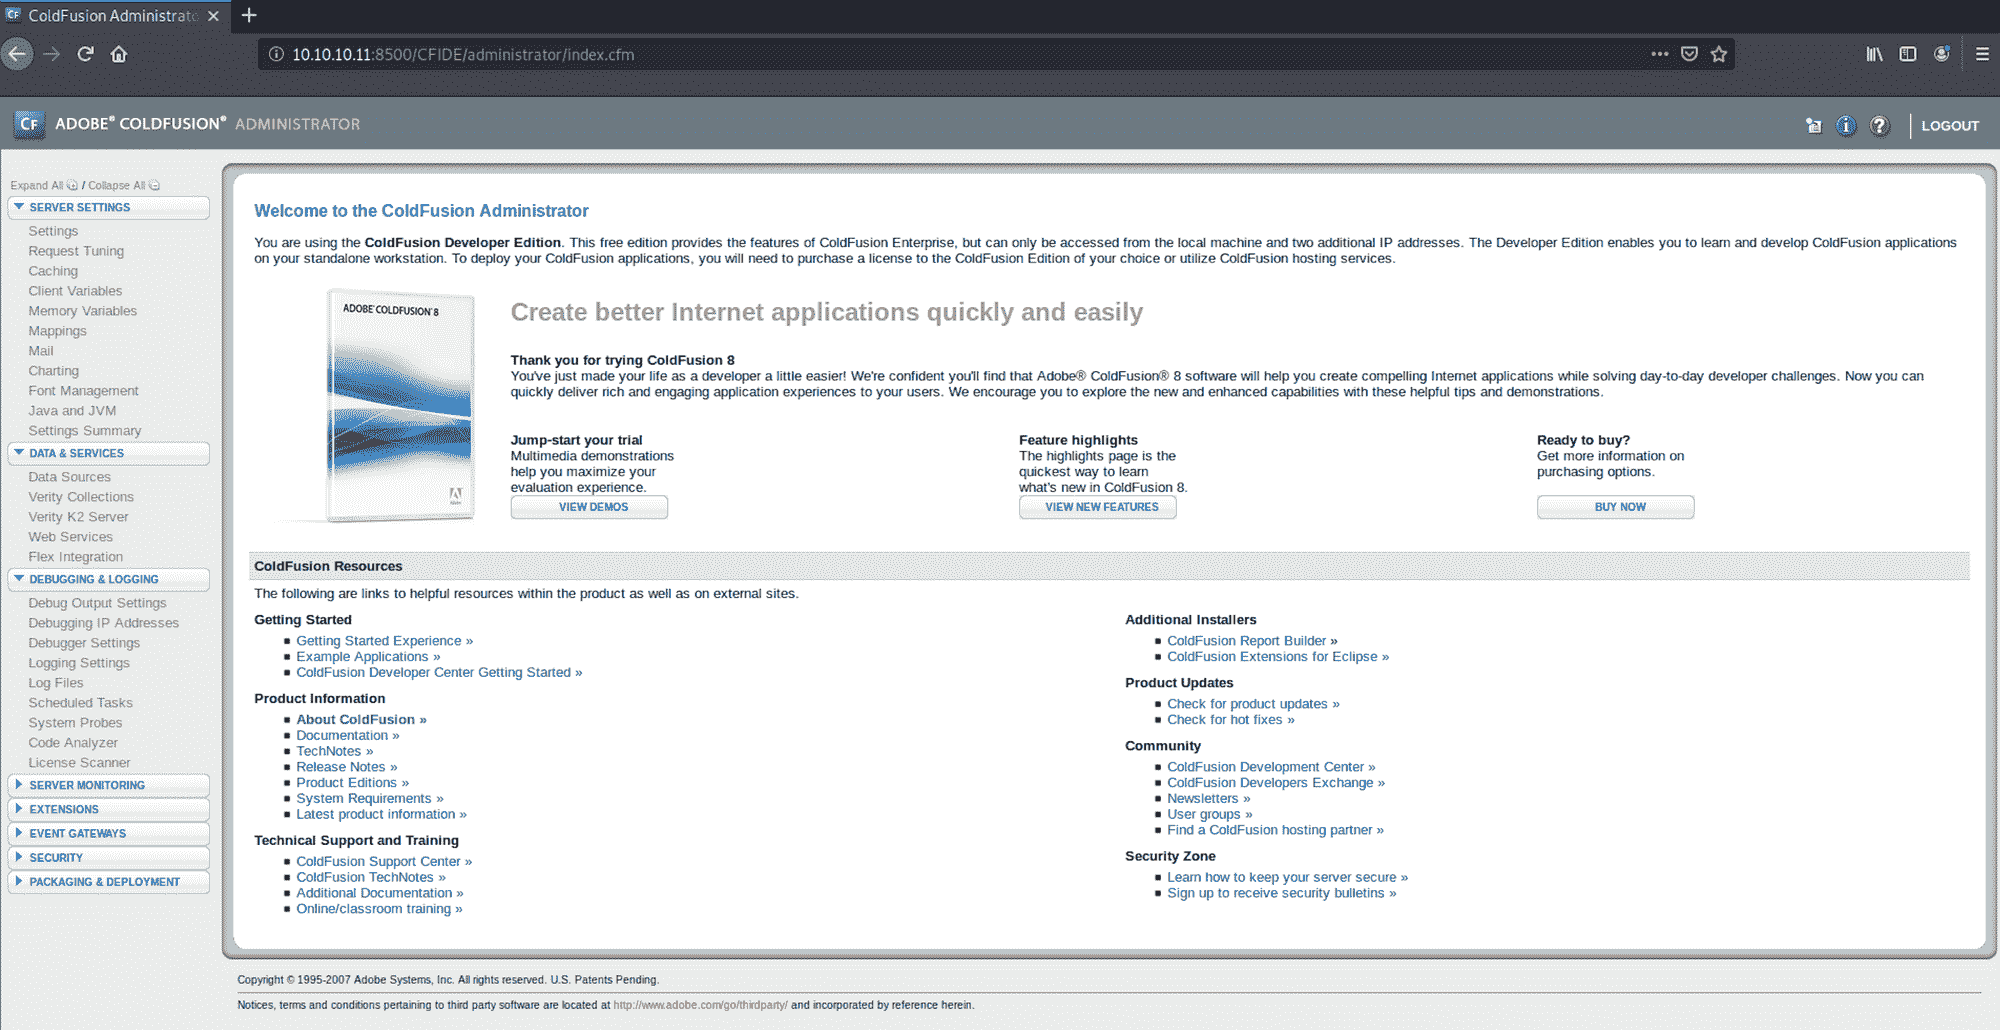 ColdFusion Administrato
10.10.10.11:8500/CFIDE/administrator/index.cfm
CF ADOBE® COLDFUSION® ADMINISTRATOR
LOGOUT
Expand All / Collapse All
SERVER SETTINGS
Settings
Request Tuning
Caching
Client Variables
Memory Variables
Mappings
Mail
Charting
Font Management
Java and JVM
Settings Summary
DATA & SERVICES
Data Sources
Verity Collections
Verity K2 Server
Web Services
Flex Integration
DEBUGGING & LOGGING
Debug Output Settings
Debugging IP Addresses
Debugger Settings
Logging Settings
Log Files
Scheduled Tasks
System Probes
Code Analyzer
License Scanner
SERVER MONITORING
EXTENSIONS
EVENT GATEWAYS
SECURITY
PACKAGING & DEPLOYMENT
Welcome to the ColdFusion Administrator
You are using the ColdFusion Developer Edition. This free edition provides the features of ColdFusion Enterprise, but can only be accessed from the local machine and two additional IP addresses. The Developer Edition enables you to learn and develop ColdFusion applications
on your standalone workstation. To deploy your ColdFusion applications, you will need to purchase a license to the ColdFusion Edition of your choice or utilize ColdFusion hosting services.
ADOBE® COLDFUSION® 8
Create better Internet applications quickly and easily
Thank you for trying ColdFusion 8
You've just made your life as a developer a little easier! We're confident you'll find that Adobe® ColdFusion® 8 software will help you create compelling Internet applications while solving day-to-day developer challenges. Now you can
quickly deliver rich and engaging application experiences to your users. We encourage you to explore the new and enhanced capabilities with these helpful tips and demonstrations.
Jump-start your trial
Multimedia demonstrations
help you maximize your
evaluation experience.
VIEW DEMOS
Feature highlights
The highlights page is the
quickest way to learn
what's new in ColdFusion 8.
VIEW NEW FEATURES
Ready to buy?
Get more information on
purchasing options.
BUY NOW
ColdFusion Resources
The following are links to helpful resources within the product as well as on external sites.
Getting Started
Getting Started Experience »
Example Applications »
ColdFusion Developer Center Getting Started »
Product Information
About ColdFusion »
Documentation »
TechNotes »
Release Notes »
Product Editions »
System Requirements »
Latest product information »
Technical Support and Training
ColdFusion Support Center »
ColdFusion TechNotes »
Additional Documentation »
Online/classroom training »
Additional Installers
ColdFusion Report Builder »
ColdFusion Extensions for Eclipse »
Product Updates
Check for product updates »
Check for hot fixes »
Community
ColdFusion Development Center »
ColdFusion Developers Exchange »
Newsletters »
User groups »
Find a ColdFusion hosting partner »
Security Zone
Learn how to keep your server secure »
Sign up to receive security bulletins »
Copyright © 1995-2007 Adobe Systems, Inc. All rights reserved. U.S. Patents Pending.
Notices, terms and conditions pertaining to third party software are located at http://www.adobe.com/go/thirdparty/ and incorporated by reference herein.